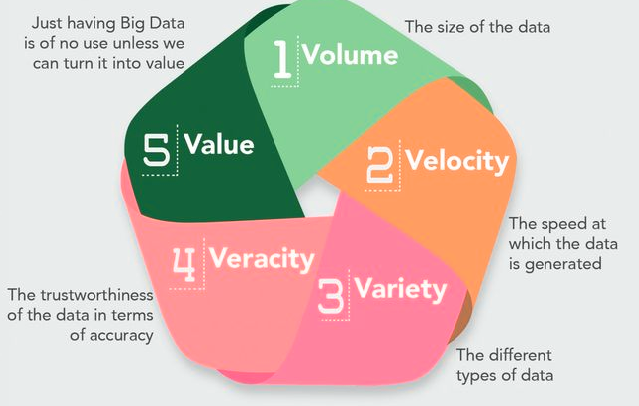 Just having Big Data
is of no use unless we
can turn it into value
1 Volume
The size of the data
2 Velocity
The speed at
which the data
is generated
3 Variety
The different
types of data
4 Veracity
The trustworthiness
of the data in terms
of accuracy
5 Value